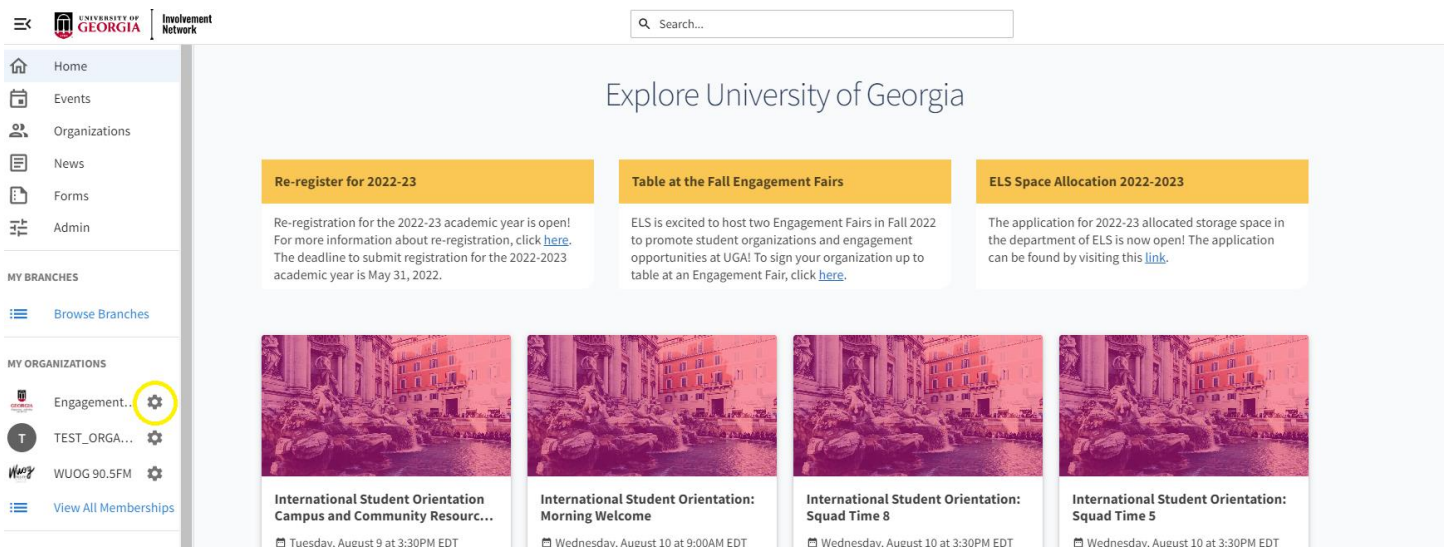 UNIVERSITY OF
GEORGIA
Involvement
Network
Search...
Home
Events
Organizations
News
Forms
Admin
MY BRANCHES
Browse Branches
MY ORGANIZATIONS
Engagement...
T
TEST_ORGA...
WUOG 90.5FM
View All Memberships
Explore University of Georgia
Re-register for 2022-23
Re-registration for the 2022-23 academic year is open!
For more information about re-registration, click here.
The deadline to submit registration for the 2022-2023
academic year is May 31, 2022.
Table at the Fall Engagement Fairs
ELS is excited to host two Engagement Fairs in Fall 2022
to promote student organizations and engagement
opportunities at UGA! To sign your organization up to
table at an Engagement Fair, click here.
ELS Space Allocation 2022-2023
The application for 2022-23 allocated storage space in
the department of ELS is now open! The application
can be found by visiting this link.
International Student Orientation
Campus and Community Resourc...
Tuesday, August 9 at 3:30PM EDT
International Student Orientation:
Morning Welcome
Wednesday, August 10 at 9:00AM EDT
International Student Orientation:
Squad Time 8
Wednesday, August 10 at 3:30PM EDT
International Student Orientation:
Squad Time 5
Wednesday, August 10 at 3:30PM EDT